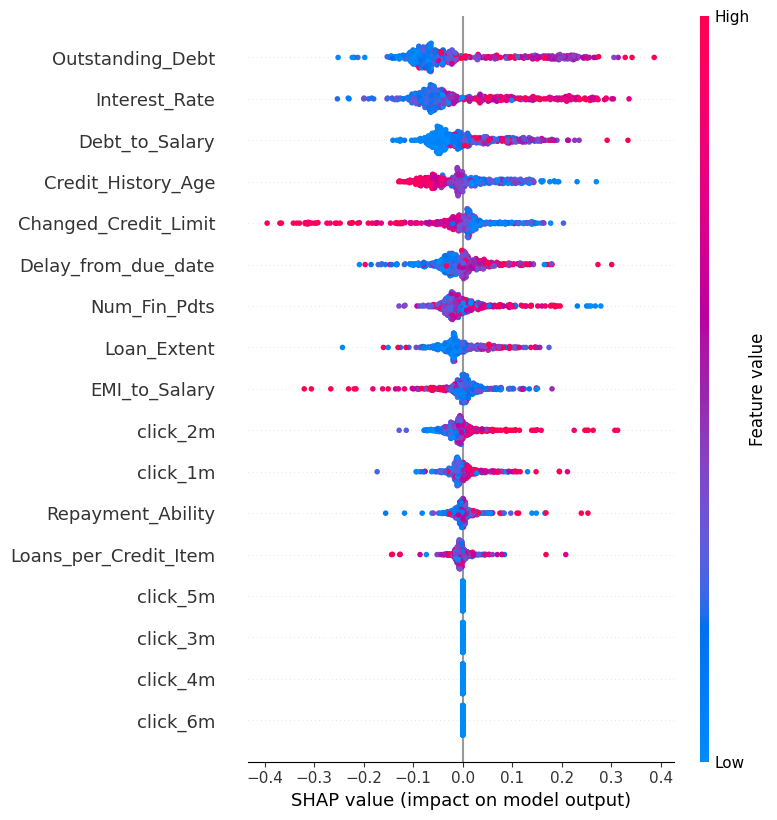 High
Outstanding_Debt
Interest_Rate
Debt_to_Salary
Credit_History_Age
Changed_Credit_Limit
Delay_from_due_date
Num_Fin_Pdts
Loan_Extent
EMI_to_Salary
click_2m
click_1m
Repayment_Ability
Loans_per_Credit_Item
click_5m
click_3m
click_4m
click_6m
Feature value
Low
−0.4 −0.3 −0.2 −0.1 0.0 0.1 0.2 0.3 0.4
SHAP value (impact on model output)